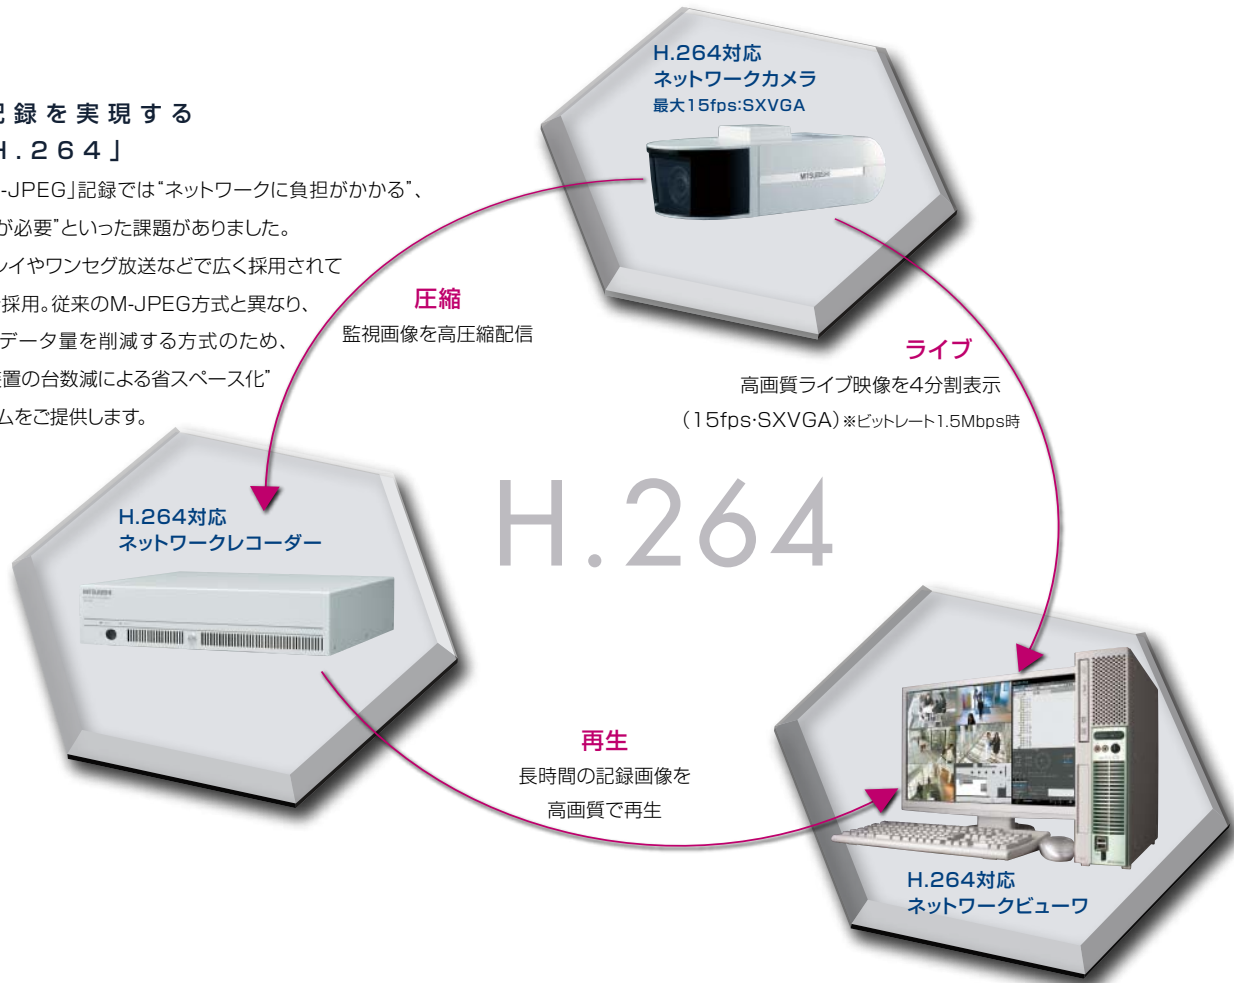 記録を実現する
H.264」
-JPEG」記録では“ネットワークに負担がかかる”、
が必要”といった課題がありました。
レイやワンセグ放送などで広く採用されて
採用。従来のM-JPEG方式と異なり、
データ量を削減する方式のため、
装置の台数減による省スペース化”
ムをご提供します。
H.264対応
ネットワークカメラ
最大15fps:SXVGA
MITSUBISHI
圧縮
監視画像を高圧縮配信
ライブ
高画質ライブ映像を4分割表示
(15fps・SXVGA)※ビットレート1.5Mbps時
H.264
H.264対応
ネットワークレコーダー
MITSUBISHI
再生
長時間の記録画像を
高画質で再生
H.264対応
ネットワークビューワ